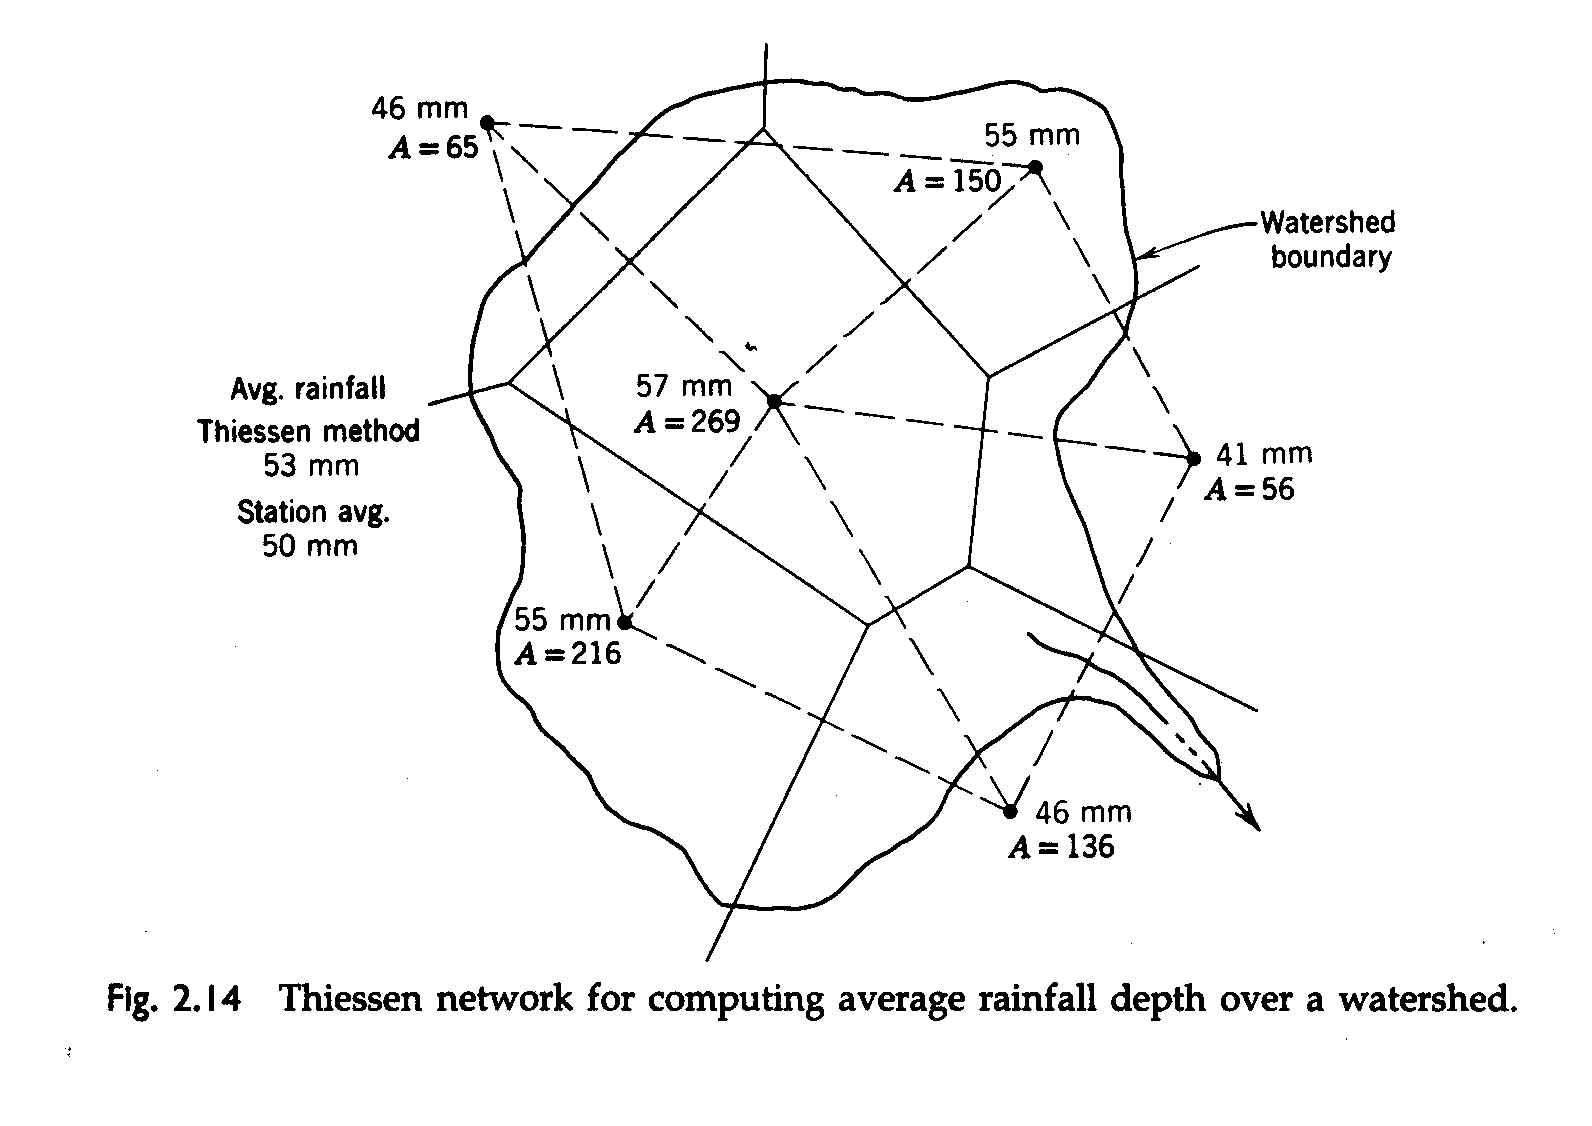 46 mm
A = 65
55 mm
A = 150
Watershed
boundary
Avg. rainfall
Thiessen method
53 mm
Station avg.
50 mm
57 mm
A = 269
41 mm
A = 56
55 mm
A = 216
46 mm
A = 136
Fig. 2.14 Thiessen network for computing average rainfall depth over a watershed.